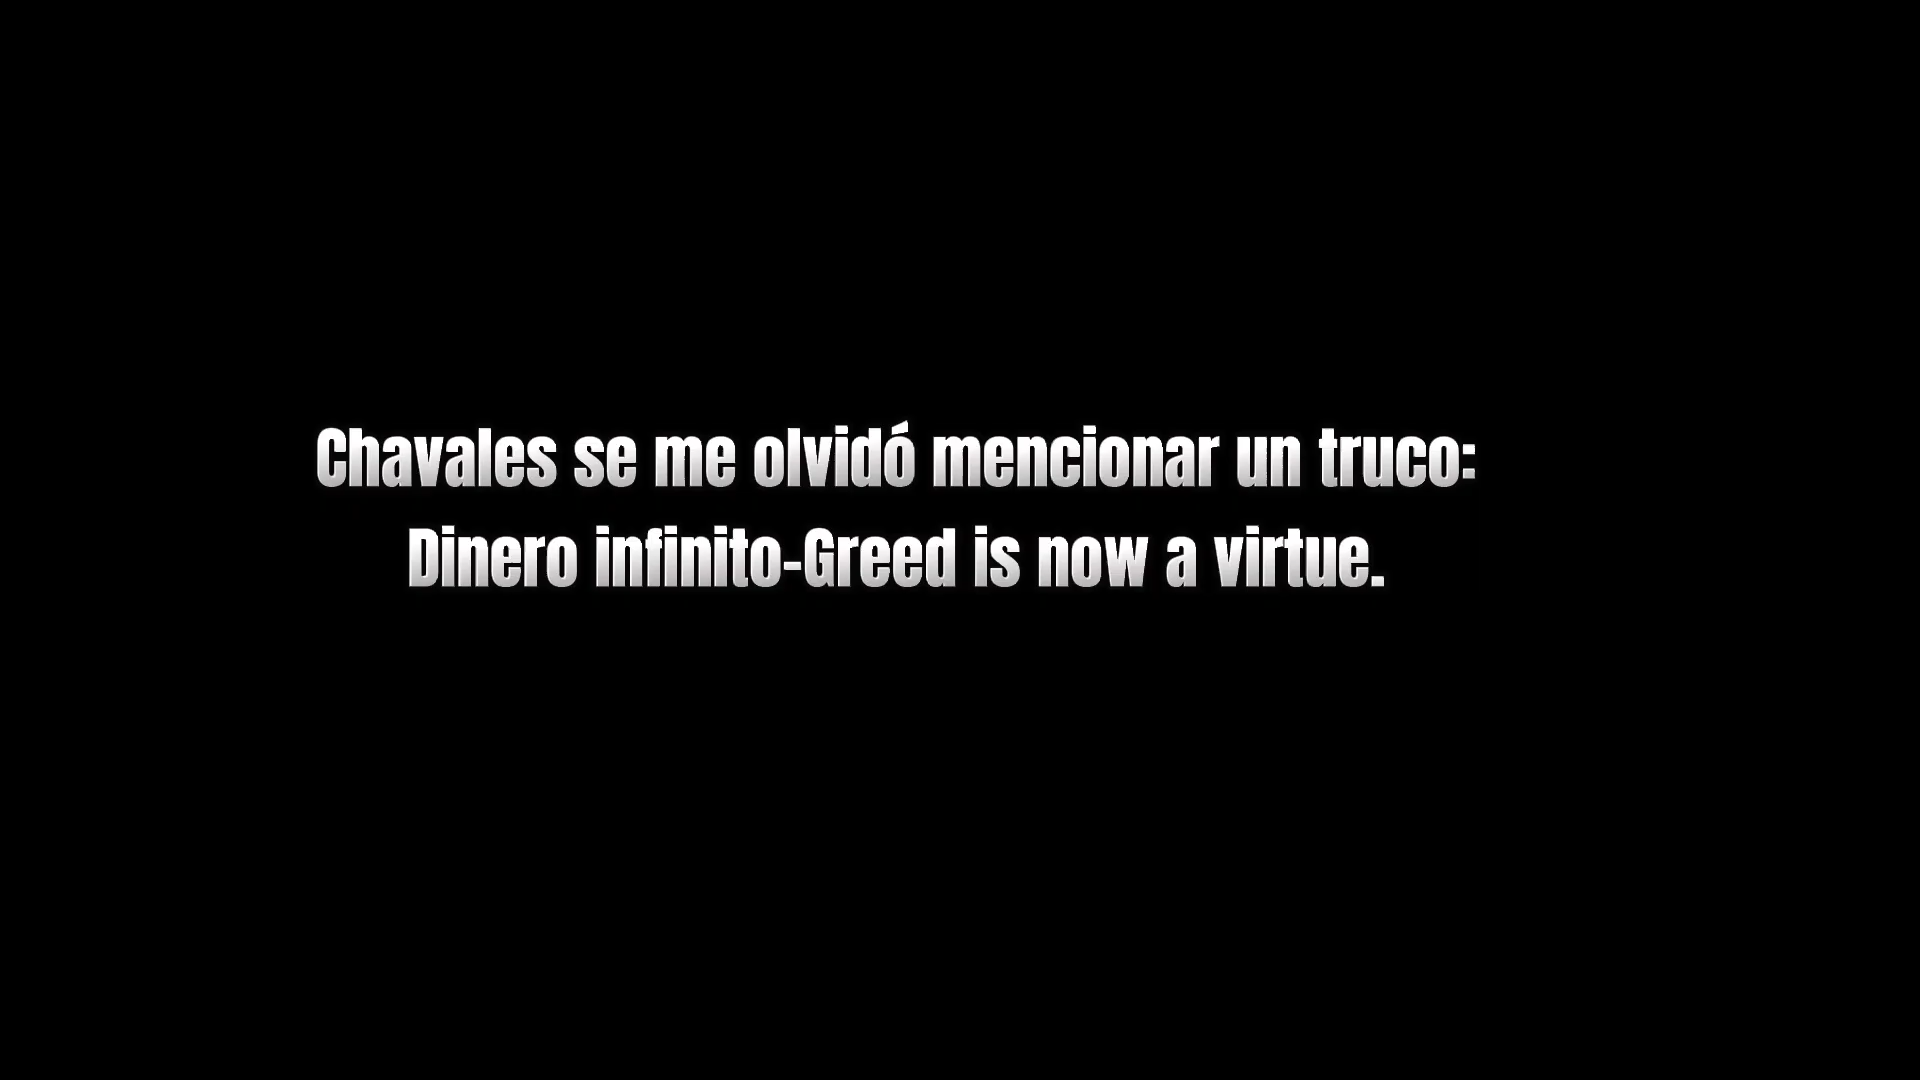 Chavales se me olvidó mencionar un truco:
Dinero infinito-Greed is now a virtue.